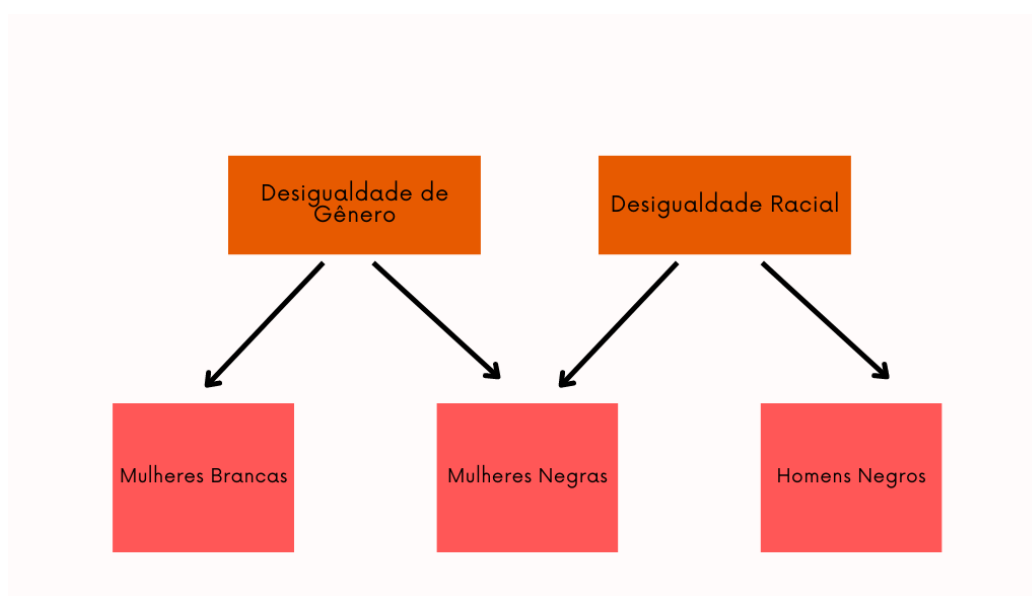 Desigualdade de
Gênero
Desigualdade Racial
Mulheres Brancas
Mulheres Negras
Homens Negros